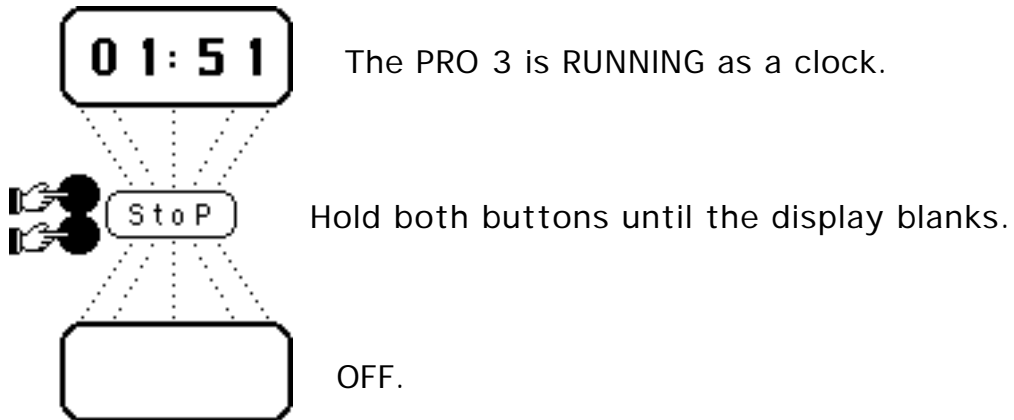 01:51 The PRO 3 is RUNNING as a clock.
StoP Hold both buttons until the display blanks.
OFF.